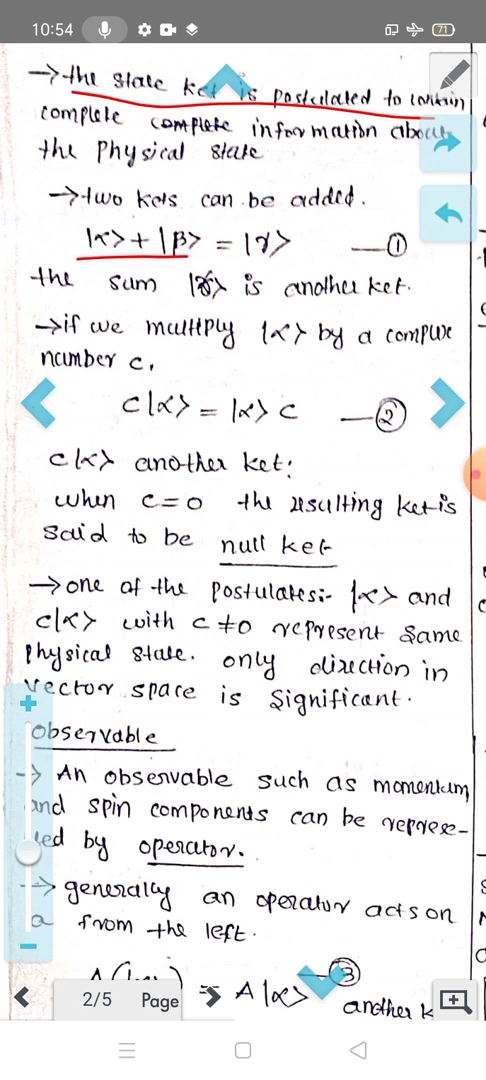 10:54
71
→ the state ket is postulated to contain
complete complete information about
the physical state
→ two kets can be added.
|α> + |β> = |γ> —①
the sum |γ> is another ket.
→ if we multiply |α> by a
number c,
c|α> = |α> c —②
c|α> another ket:
when c=0 the resulting ket is
said to be null ket
→ one of the postulates:- |α> and
c|α> with c ≠ 0 represent same
physical state. only direction in
vector space is significant.
observable
→ An observable such as momentum
and spin components can be represe-
ted by operator.
→ generally an operator acts on
a from the left.
= A|α> —③
another
2/5 Page